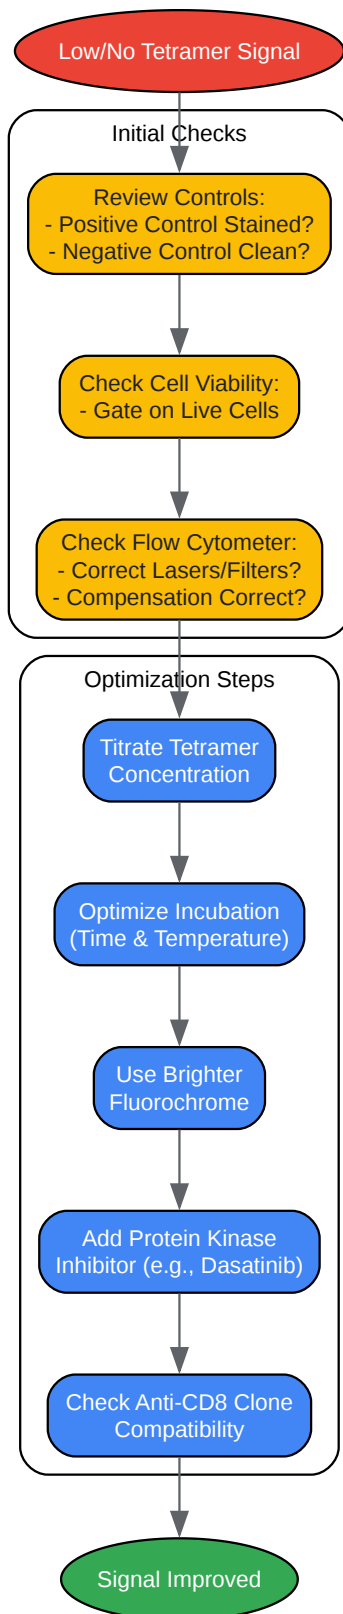 Low/No Tetramer Signal
Initial Checks
Review Controls:
- Positive Control Stained?
- Negative Control Clean?
Check Cell Viability:
- Gate on Live Cells
Check Flow Cytometer:
- Correct Lasers/Filters?
- Compensation Correct?
Optimization Steps
Titrate Tetramer
Concentration
Optimize Incubation
(Time & Temperature)
Use Brighter
Fluorochrome
Add Protein Kinase
Inhibitor (e.g., Dasatinib)
Check Anti-CD8 Clone
Compatibility
Signal Improved